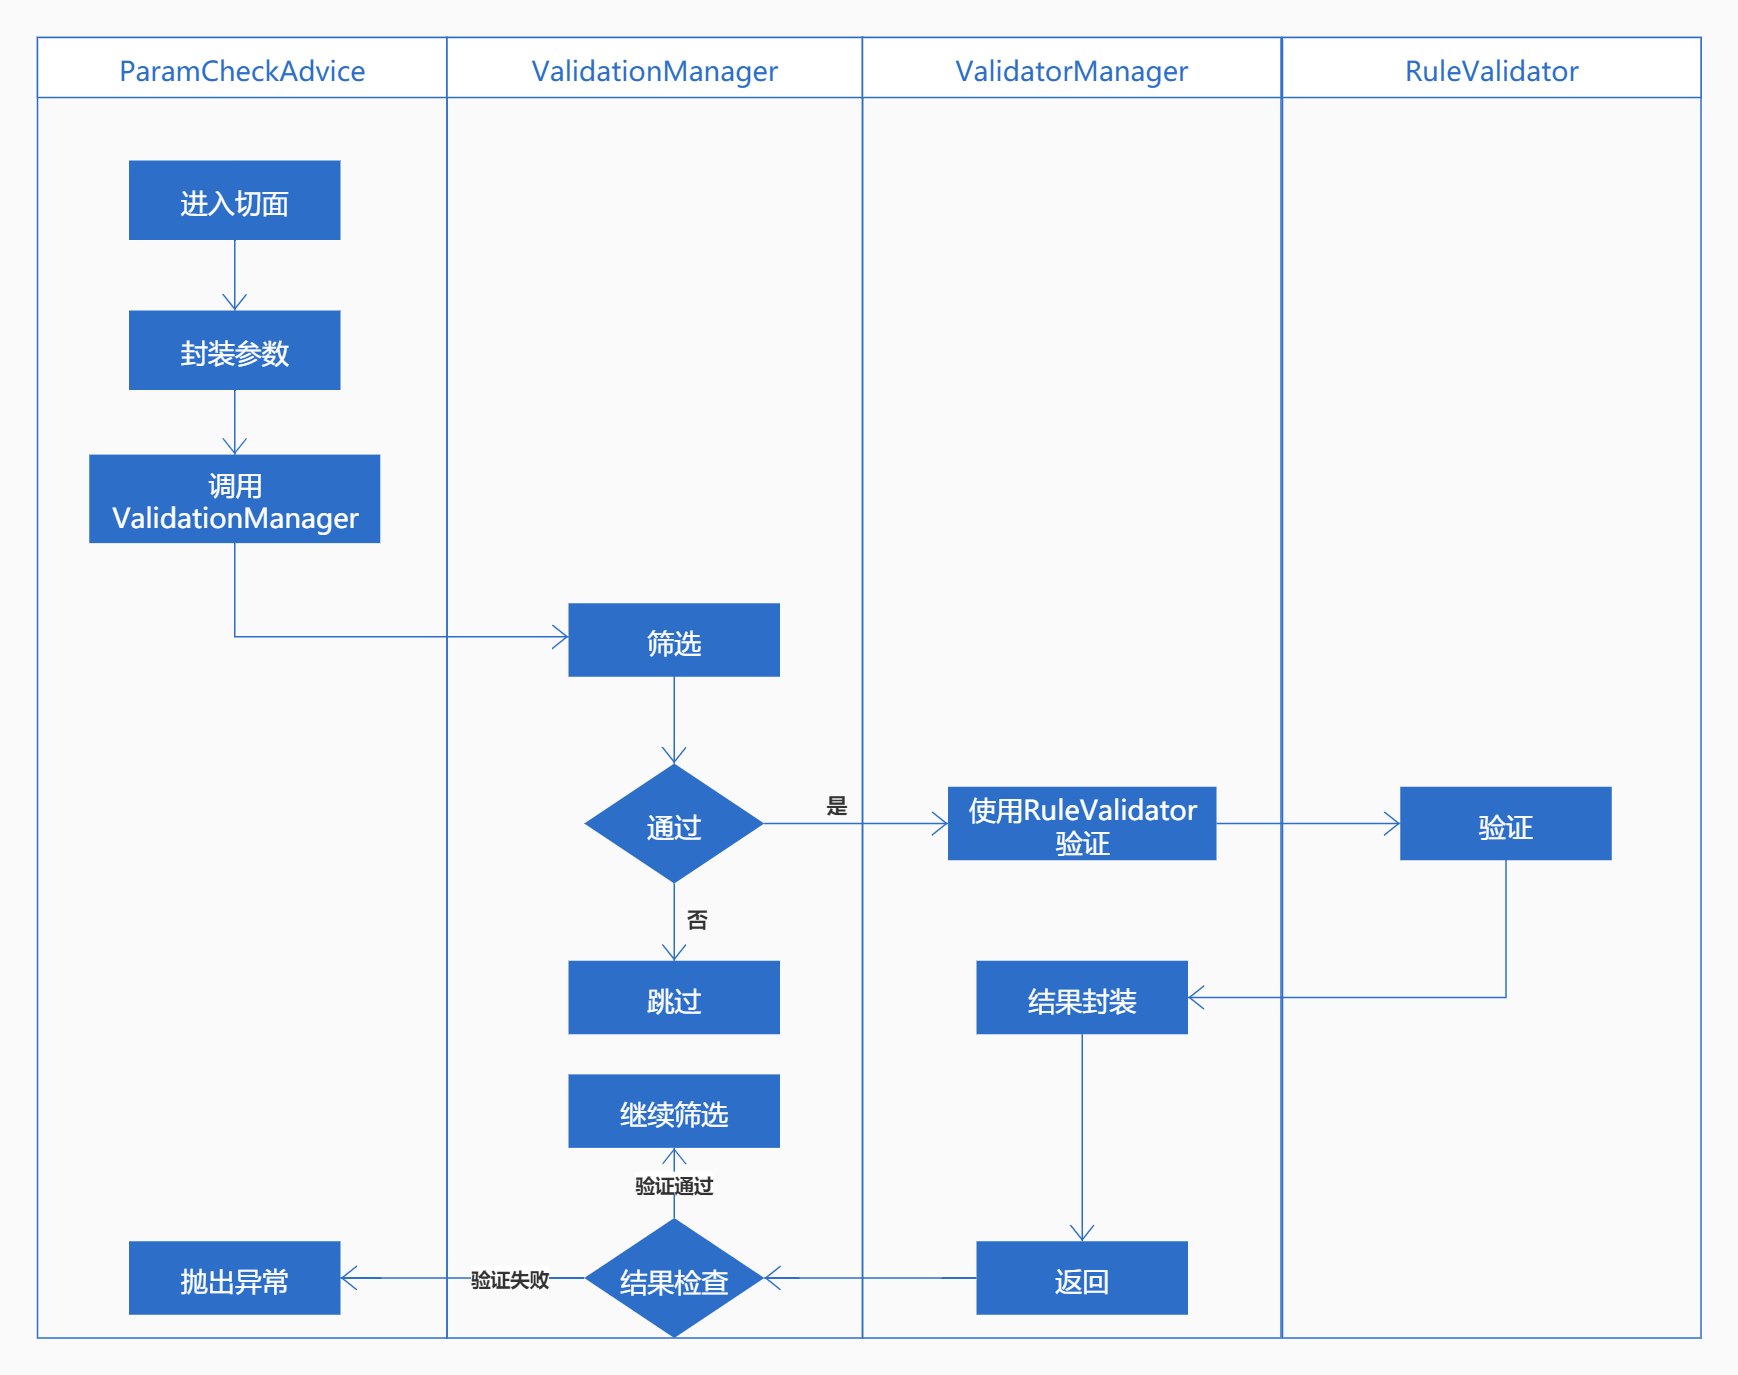 ParamCheckAdvice
ValidationManager
ValidatorManager
RuleValidator
进入切面
封装参数
调用
ValidationManager
筛选
通过
是
使用RuleValidator
验证
验证
否
跳过
结果封装
继续筛选
验证通过
抛出异常
验证失败
结果检查
返回